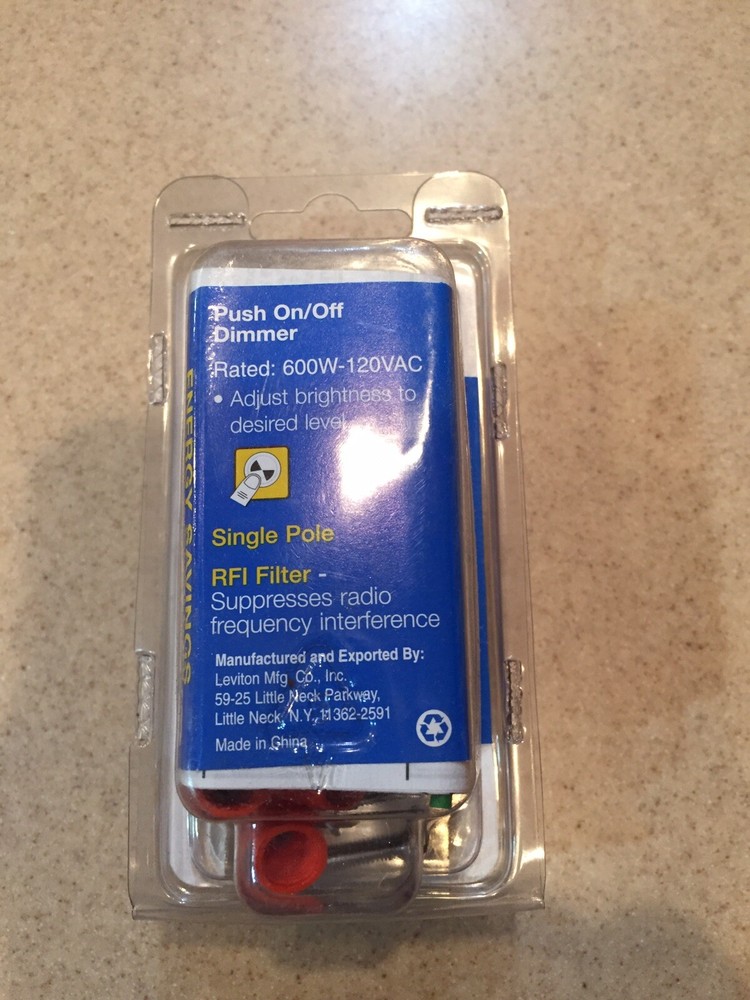 Push On/Off
Dimmer
Rated: 600W-120VAC
• Adjust brightness to
desired level
Single Pole
RFI Filter -
Suppresses radio
frequency interference
Manufactured and Exported By:
Leviton Mfg. Co., Inc.
59-25 Little Neck Parkway,
Little Neck, N.Y. 11362-2591
Made in China
ENERGY SAVINGS